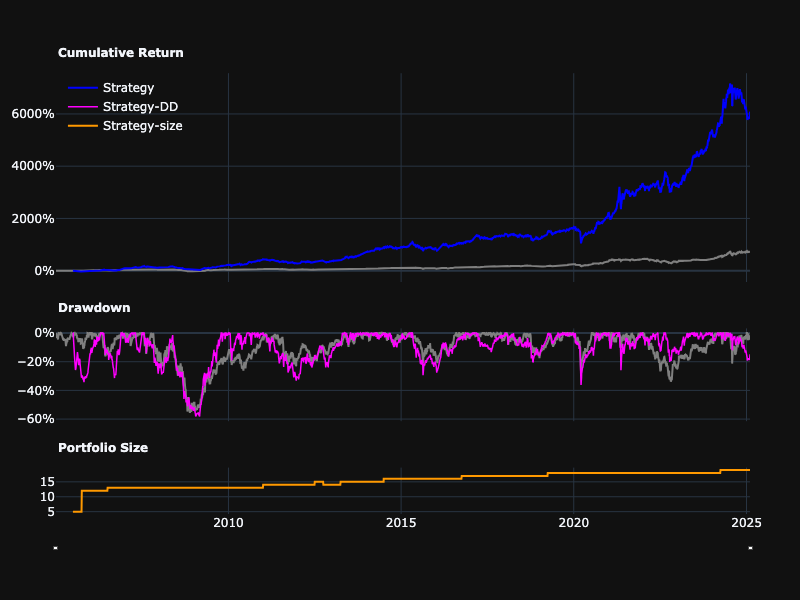 Cumulative Return
Strategy
Strategy-DD
Strategy-size
6000%
4000%
2000%
0%
Drawdown
0%
−20%
−40%
−60%
Portfolio Size
15
10
5
2010 2015 2020 2025